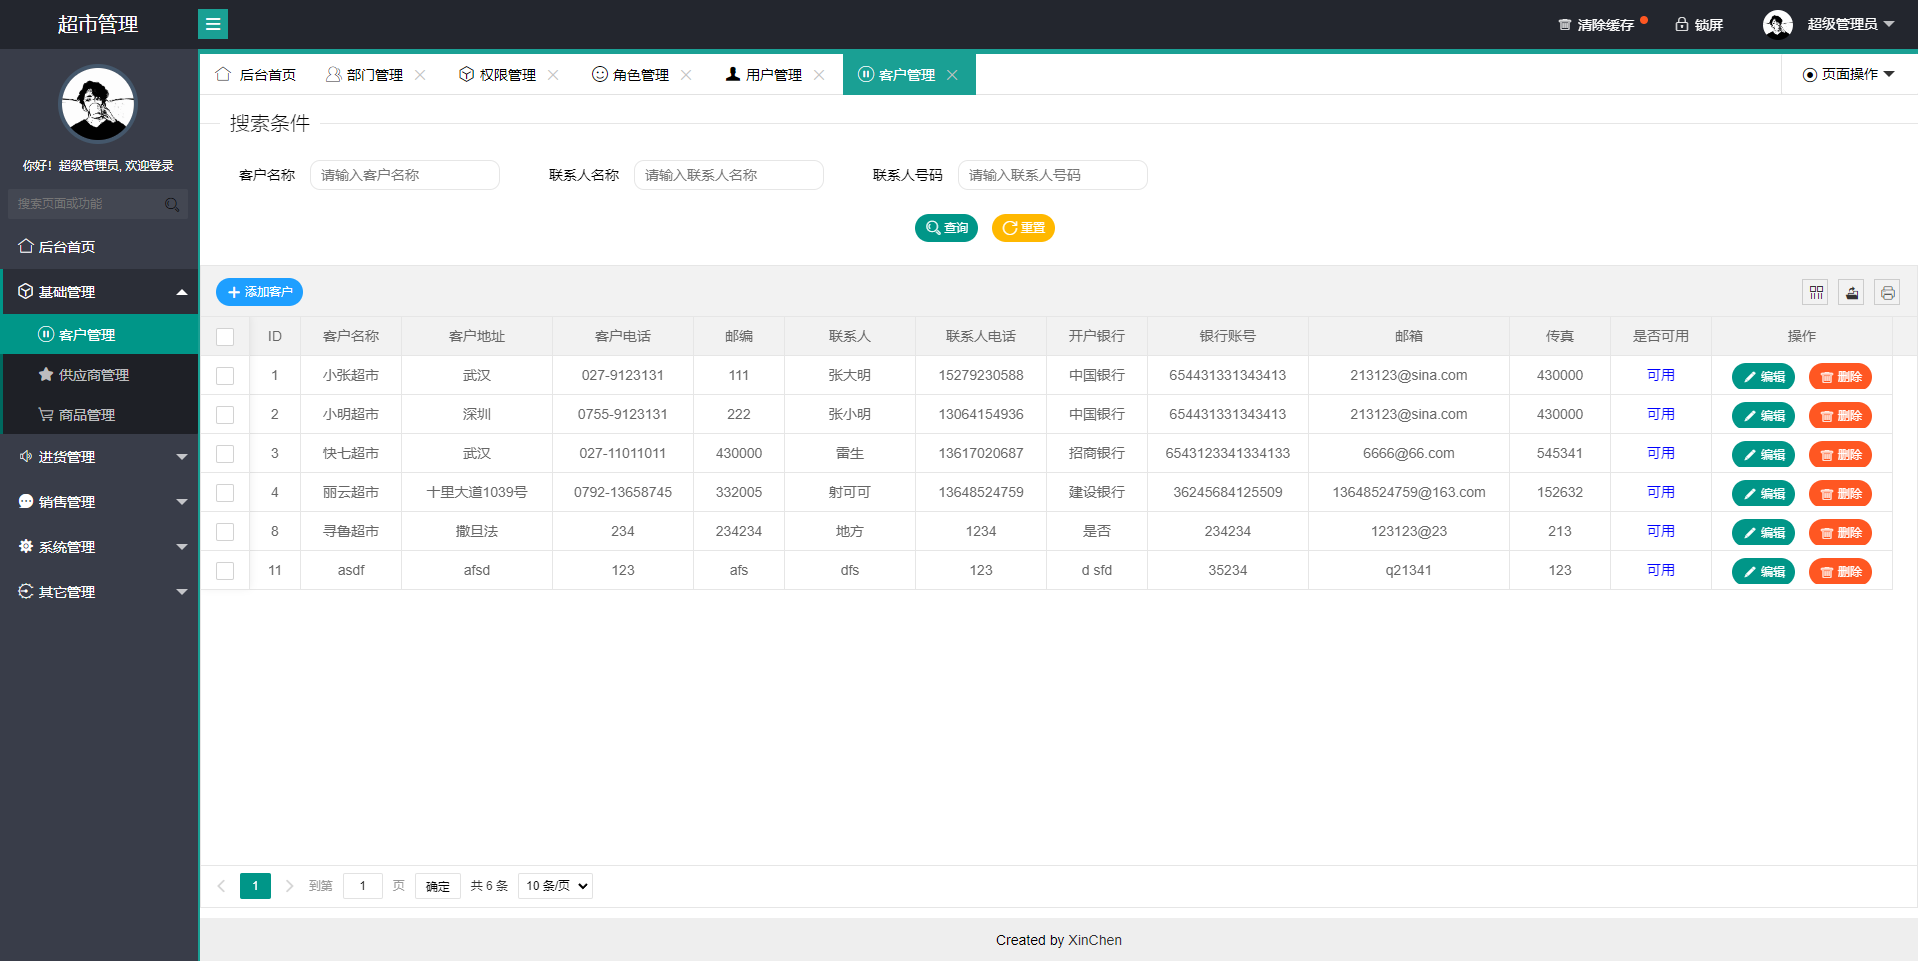 超市管理
清除缓存 锁屏 超级管理员
你好！超级管理员, 欢迎登录
搜索页面或功能
后台首页
基础管理
客户管理
供应商管理
商品管理
进货管理
销售管理
系统管理
其它管理
后台首页 部门管理 权限管理 角色管理 用户管理 客户管理 页面操作
搜索条件
客户名称 请输入客户名称 联系人名称 请输入联系人名称 联系人号码 请输入联系人号码
查询 重置
添加客户
ID 客户名称 客户地址 客户电话 邮编 联系人 联系人电话 开户银行 银行账号 邮箱 传真 是否可用 操作
1 小张超市 武汉 027-9123131 111 张大明 15279230588 中国银行 654431331343413 213123@sina.com 430000 可用 编辑 删除
2 小明超市 深圳 0755-9123131 222 张小明 13064154936 中国银行 654431331343413 213123@sina.com 430000 可用 编辑 删除
3 快七超市 武汉 027-11011011 430000 雷生 13617020687 招商银行 6543123341334133 6666@66.com 545341 可用 编辑 删除
4 丽云超市 十里大道1039号 0792-13658745 332005 射可可 13648524759 建设银行 36245684125509 13648524759@163.com 152632 可用 编辑 删除
8 寻鲁超市 撒旦法 234 234234 地方 1234 是否 234234 123123@23 213 可用 编辑 删除
11 asdf afsd 123 afs dfs 123 d sfd 35234 q21341 123 可用 编辑 删除
1 到第 1 页 确定 共 6 条 10 条/页
Created by XinChen